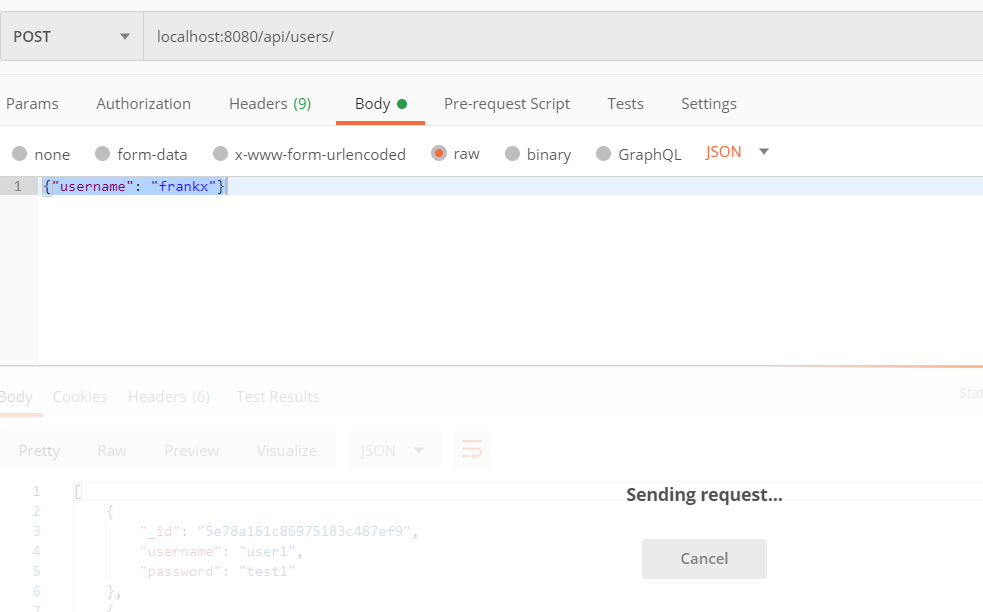 POST localhost:8080/api/users/
Params Authorization Headers (9) Body Pre-request Script Tests Settings
none form-data x-www-form-urlencoded raw binary GraphQL JSON
1 {"username": "frankx"}
Body Cookies Headers (6) Test Results Stat
Pretty Raw Preview Visualize JSON
1 [
2 {
3 "_id": "5e78a161c86975183c487ef9",
4 "username": "user1",
5 "password": "test1"
6 },
7 {
Sending request...
Cancel